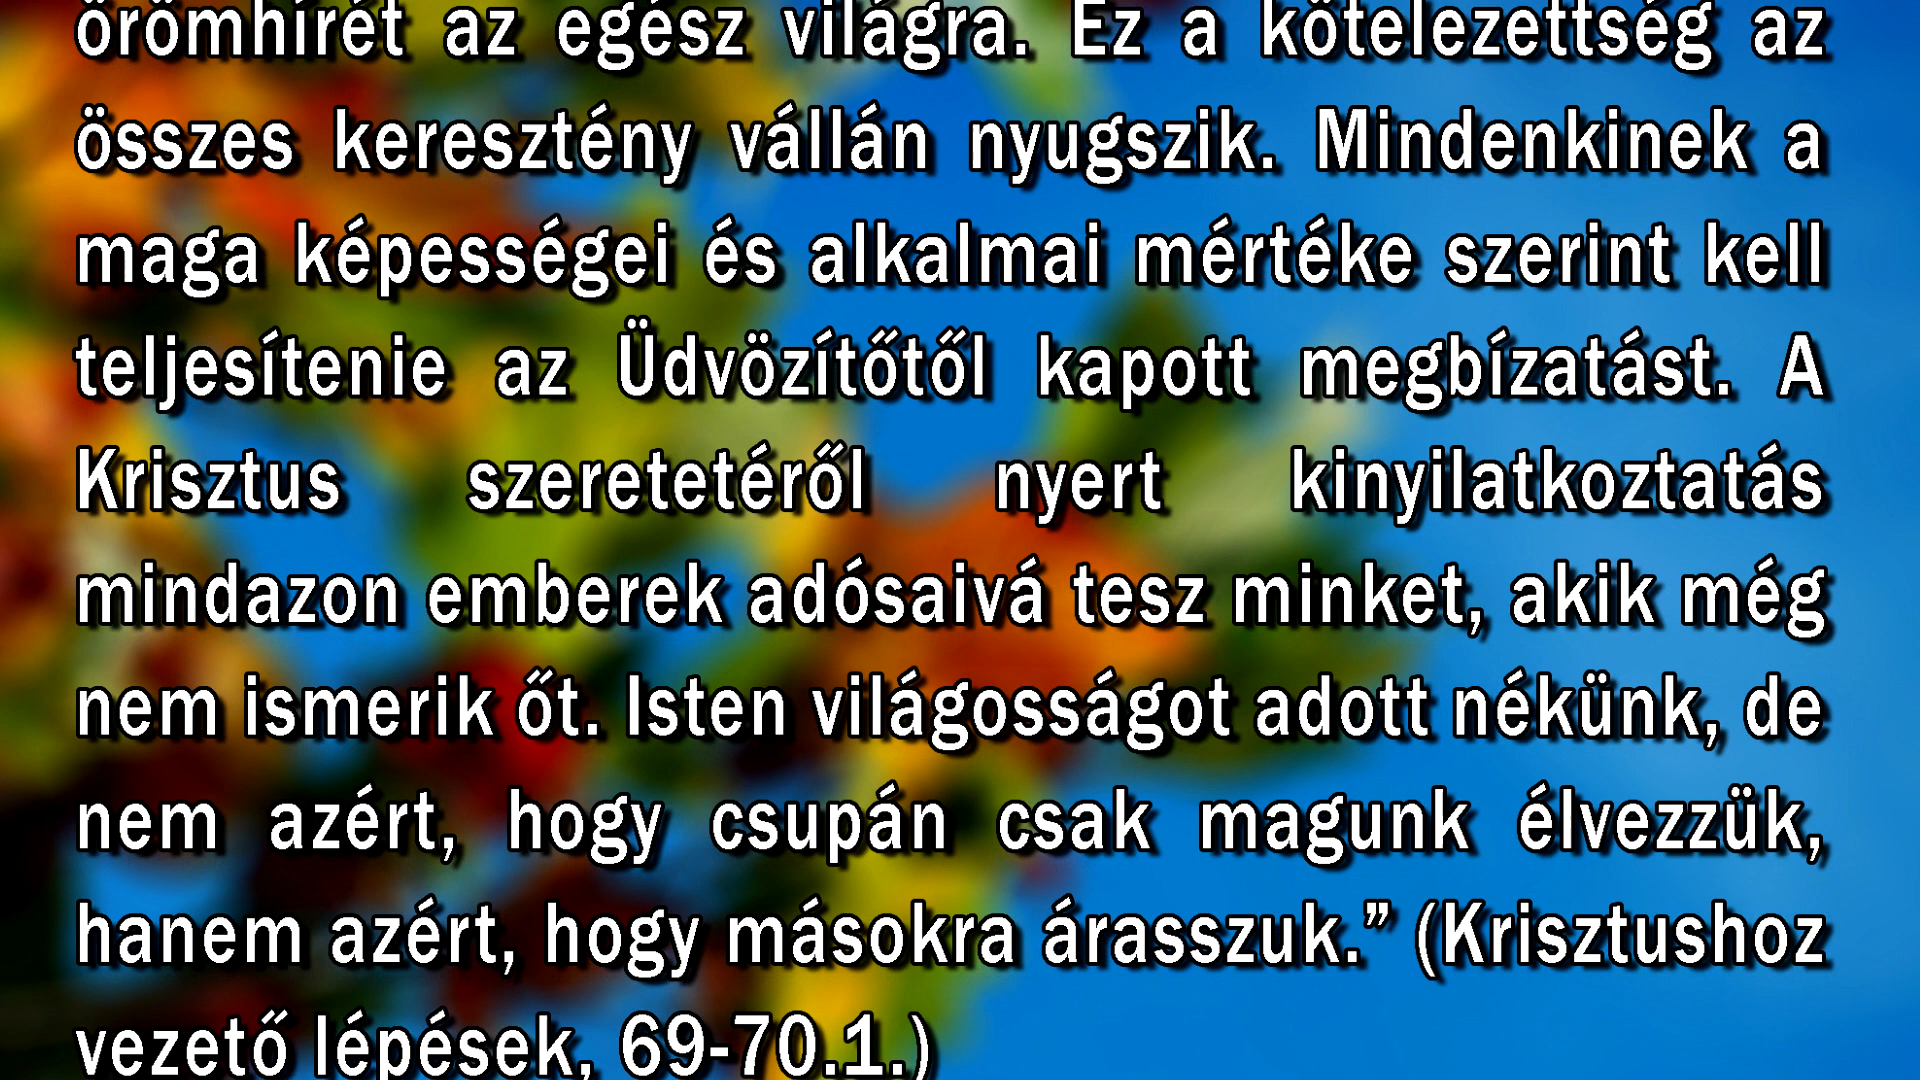 örömhírét az egész világra. Ez a kötelezettség az
összes keresztény vállán nyugszik. Mindenkinek a
maga képességei és alkalmai mértéke szerint kell
teljesítenie az Üdvözítőtől kapott megbízatást. A
Krisztus szeretetéről nyert kinyilatkoztatás
mindazon emberek adósaivá tesz minket, akik még
nem ismerik őt. Isten világosságot adott nékünk, de
nem azért, hogy csupán csak magunk élvezzük,
hanem azért, hogy másokra árasszuk.” (Krisztushoz
vezető lépések, 69-70.1.)